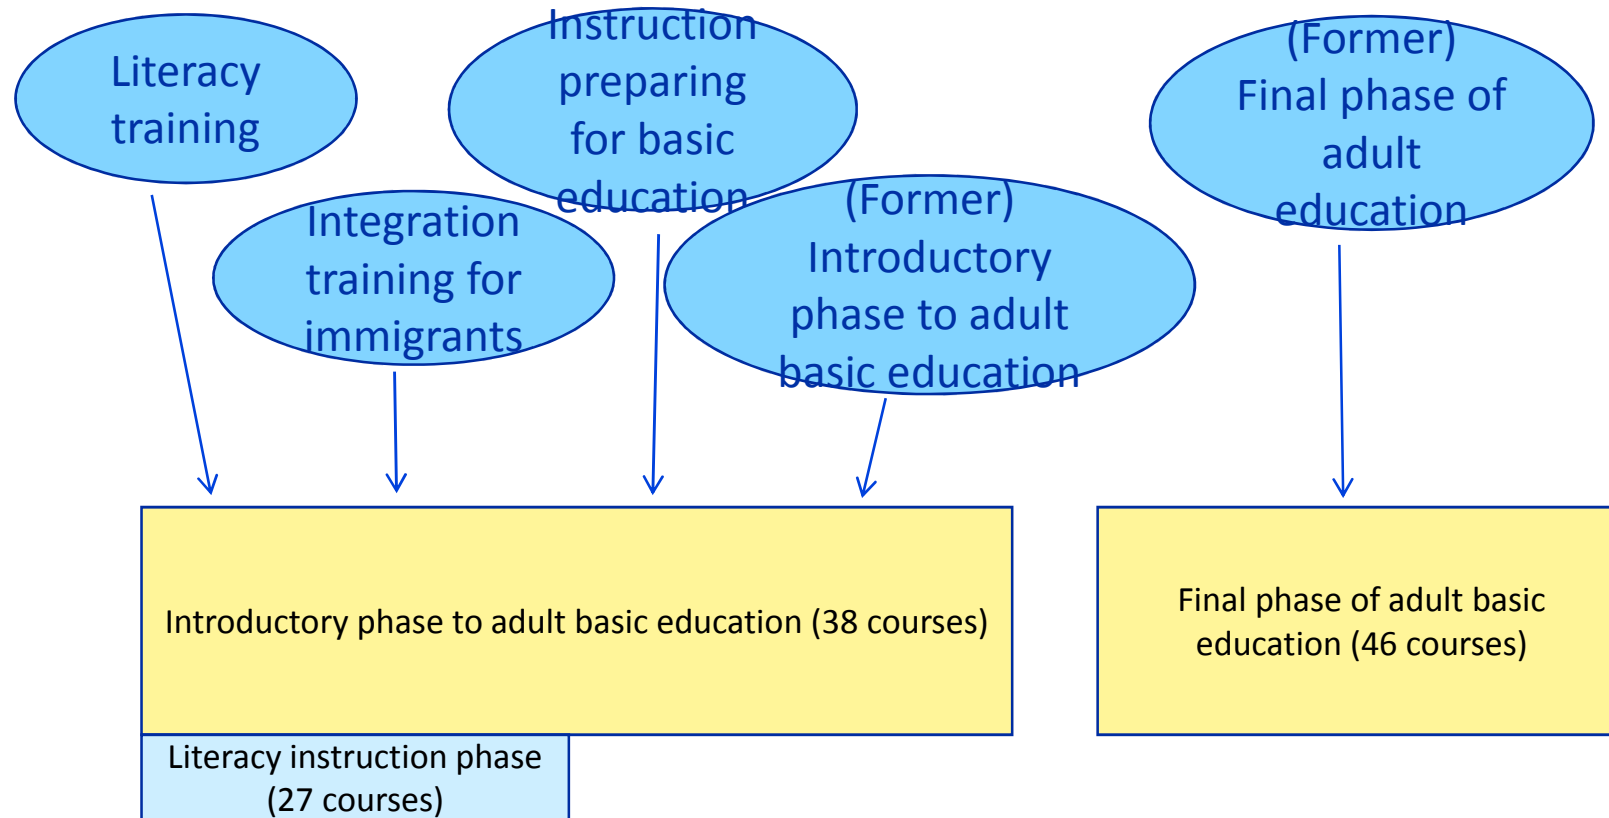 Literacy
training
Instruction
preparing
for basic
education
(Former)
Final phase of
adult
education
Integration
training for
immigrants
(Former)
Introductory
phase to adult
basic education
Introductory phase to adult basic education (38 courses)
Final phase of adult basic
education (46 courses)
Literacy instruction phase
(27 courses)